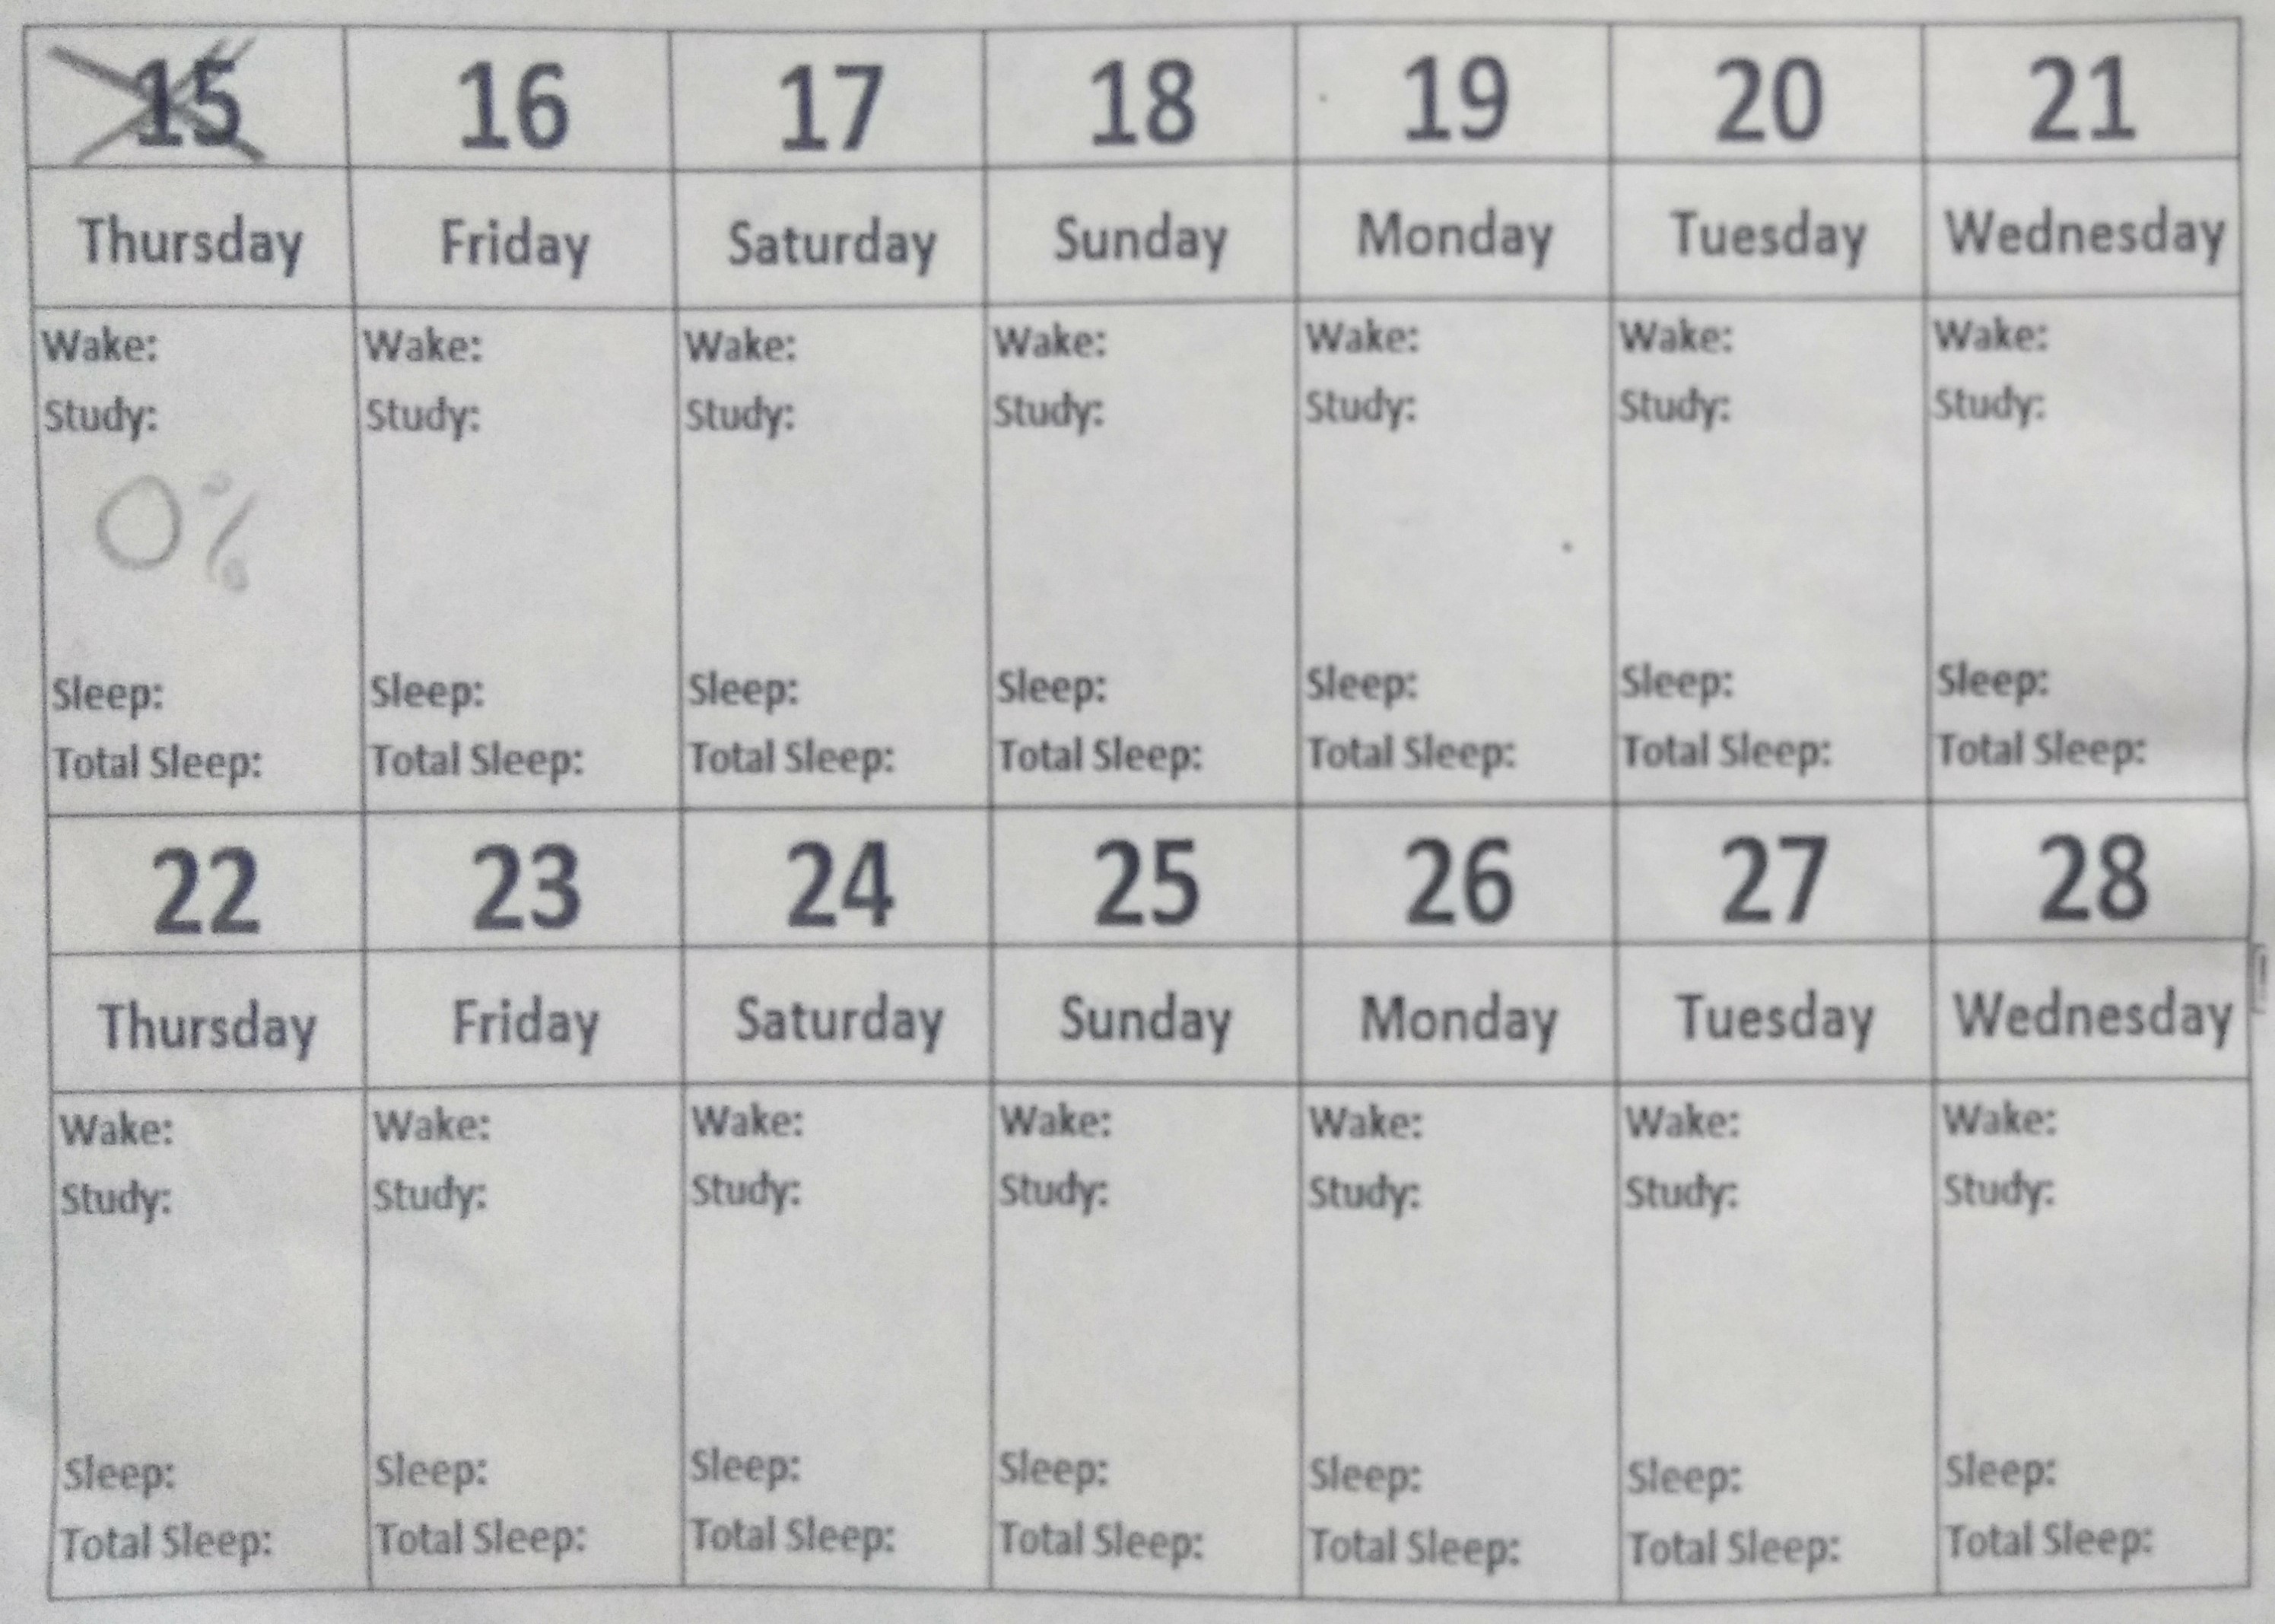 15 16 17 18 19 20 21
Thursday Friday Saturday Sunday Monday Tuesday Wednesday
Wake: Wake: Wake: Wake: Wake: Wake: Wake:
Study: Study: Study: Study: Study: Study: Study:
0%
Sleep: Sleep: Sleep: Sleep: Sleep: Sleep: Sleep:
Total Sleep: Total Sleep: Total Sleep: Total Sleep: Total Sleep: Total Sleep: Total Sleep:
22 23 24 25 26 27 28
Thursday Friday Saturday Sunday Monday Tuesday Wednesday
Wake: Wake: Wake: Wake: Wake: Wake: Wake:
Study: Study: Study: Study: Study: Study: Study:
Sleep: Sleep: Sleep: Sleep: Sleep: Sleep: Sleep:
Total Sleep: Total Sleep: Total Sleep: Total Sleep: Total Sleep: Total Sleep: Total Sleep: